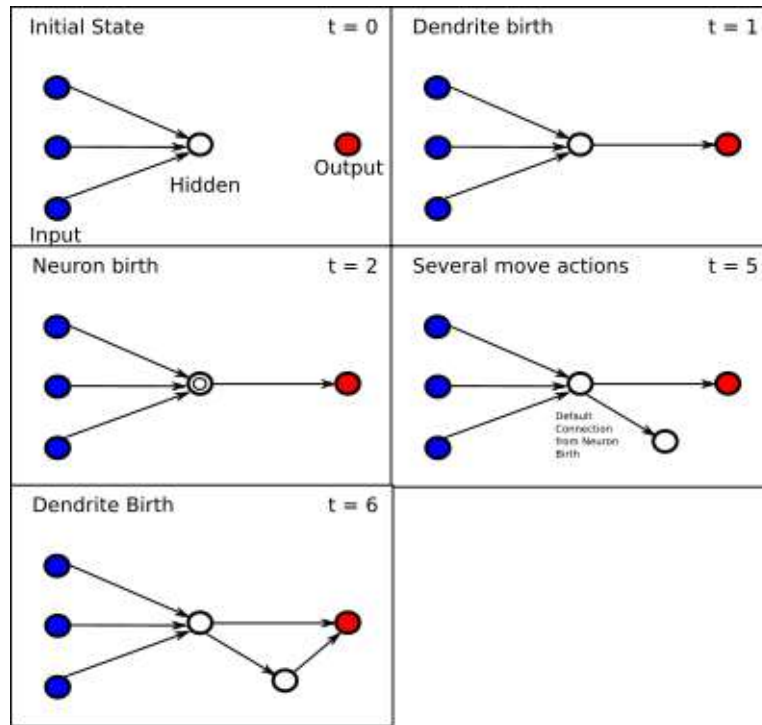 Initial State
t = 0
Hidden
Output
Input
Dendrite birth
t = 1
Neuron birth
t = 2
Several move actions
t = 5
Default
Connection
from Neuron
Birth
Dendrite Birth
t = 6